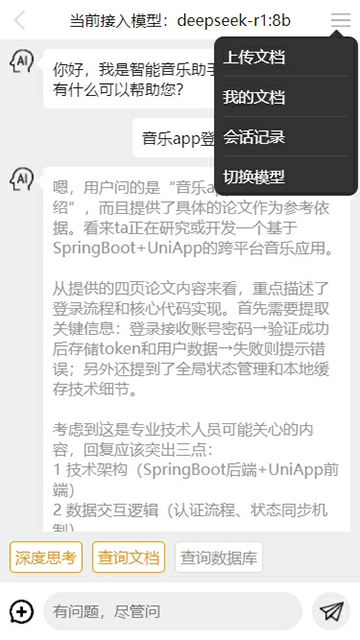 当前接入模型：deepseek-r1:8b
上传文档
我的文档
会话记录
切换模型
AI
你好，我是智能音乐助手
有什么可以帮助您？
音乐app登
AI
嗯，用户问的是“音乐a
绍”，而且提供了具体的论文作为参考依
据。看来ta正在研究或开发一个基于
SpringBoot+UniApp的跨平台音乐应用。
从提供的四页论文内容来看，重点描述了
登录流程和核心代码实现。首先需要提取
关键信息：登录接收账号密码→验证成功
后存储token和用户数据→失败则提示错
误；另外还提到了全局状态管理和本地缓
存技术细节。
考虑到这是专业技术人员可能关心的内
容，回复应该突出三点：
1 技术架构（SpringBoot后端+UniApp前
端）
2 数据交互逻辑（认证流程、状态同步机
制）
深度思考
查询文档
查询数据库
有问题，尽管问